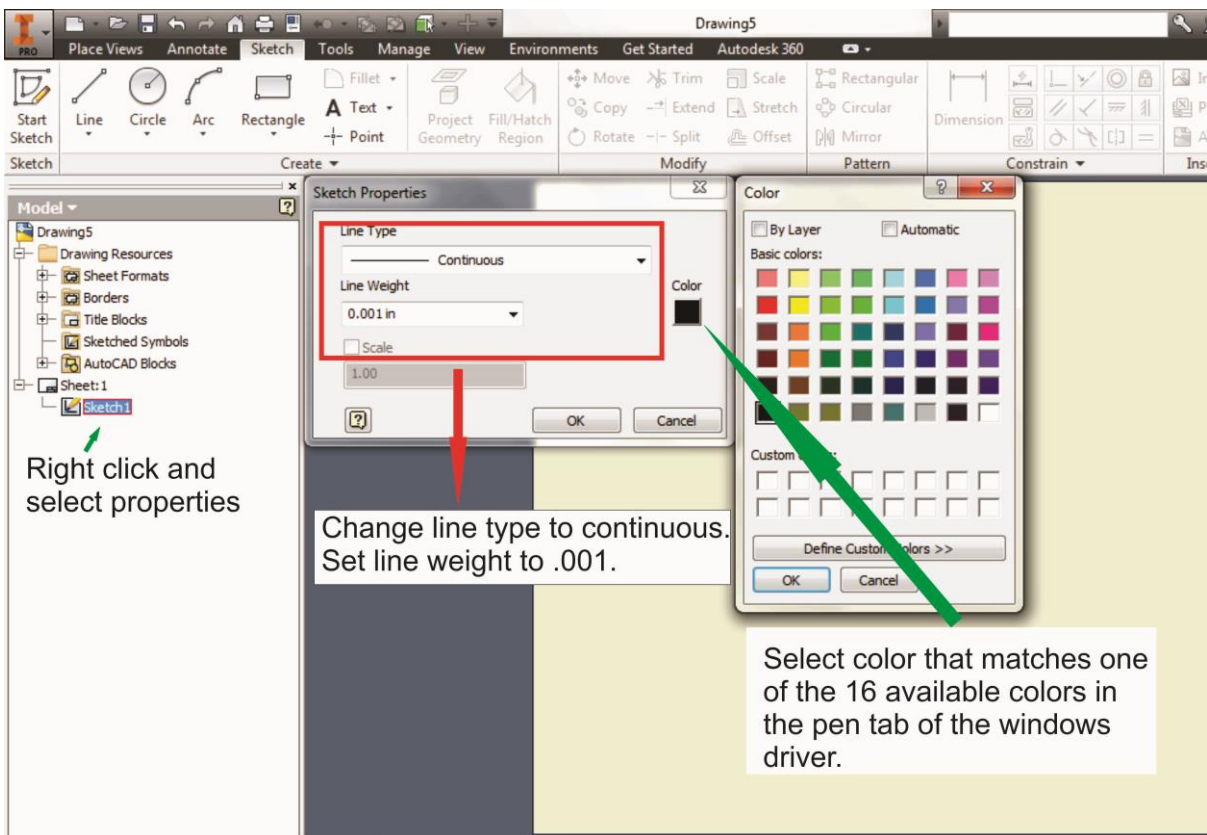 Drawing5
PRO Place Views Annotate Sketch Tools Manage View Environments Get Started Autodesk 360
Start Sketch
Line
Circle
Arc
Rectangle
Fillet
Text
Point
Project Geometry
Fill/Hatch Region
Move Trim Scale
Copy Extend Stretch
Rotate Split Offset
Rectangular
Circular
Mirror
Dimension
Sketch Create Modify Pattern Constrain
Model
Drawing5
Drawing Resources
Sheet Formats
Borders
Title Blocks
Sketched Symbols
AutoCAD Blocks
Sheet:1
Sketch1
Right click and
select properties
Sketch Properties
Line Type
Continuous
Line Weight
0.001 in
Color
Scale
1.00
OK Cancel
Change line type to continuous.
Set line weight to .001.
Color
By Layer Automatic
Basic colors:
Custom
Define Custom Colors >>
OK Cancel
Select color that matches one
of the 16 available colors in
the pen tab of the windows
driver.